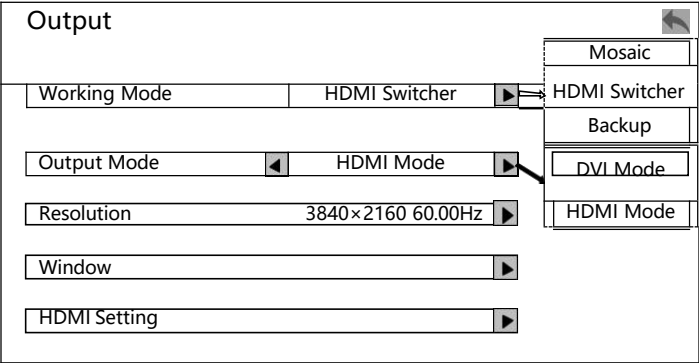 Output
Mosaic
Working Mode HDMI Switcher HDMI Switcher
Backup
Output Mode HDMI Mode DVI Mode
Resolution 3840×2160 60.00Hz HDMI Mode
Window
HDMI Setting